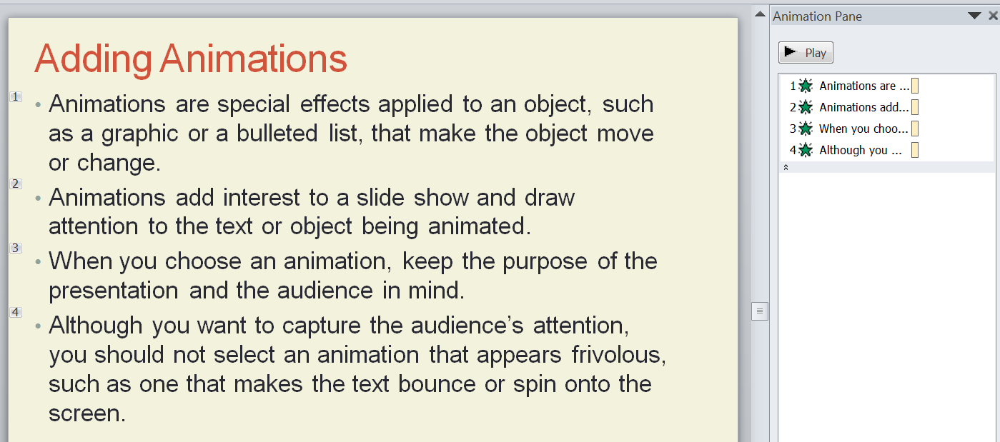 Adding Animations
1
• Animations are special effects applied to an object, such
as a graphic or a bulleted list, that make the object move
or change.
2
• Animations add interest to a slide show and draw
attention to the text or object being animated.
3
• When you choose an animation, keep the purpose of the
presentation and the audience in mind.
4
• Although you want to capture the audience’s attention,
you should not select an animation that appears frivolous,
such as one that makes the text bounce or spin onto the
screen.
Animation Pane
Play
1 Animations are ...
2 Animations add...
3 When you choo...
4 Although you ...